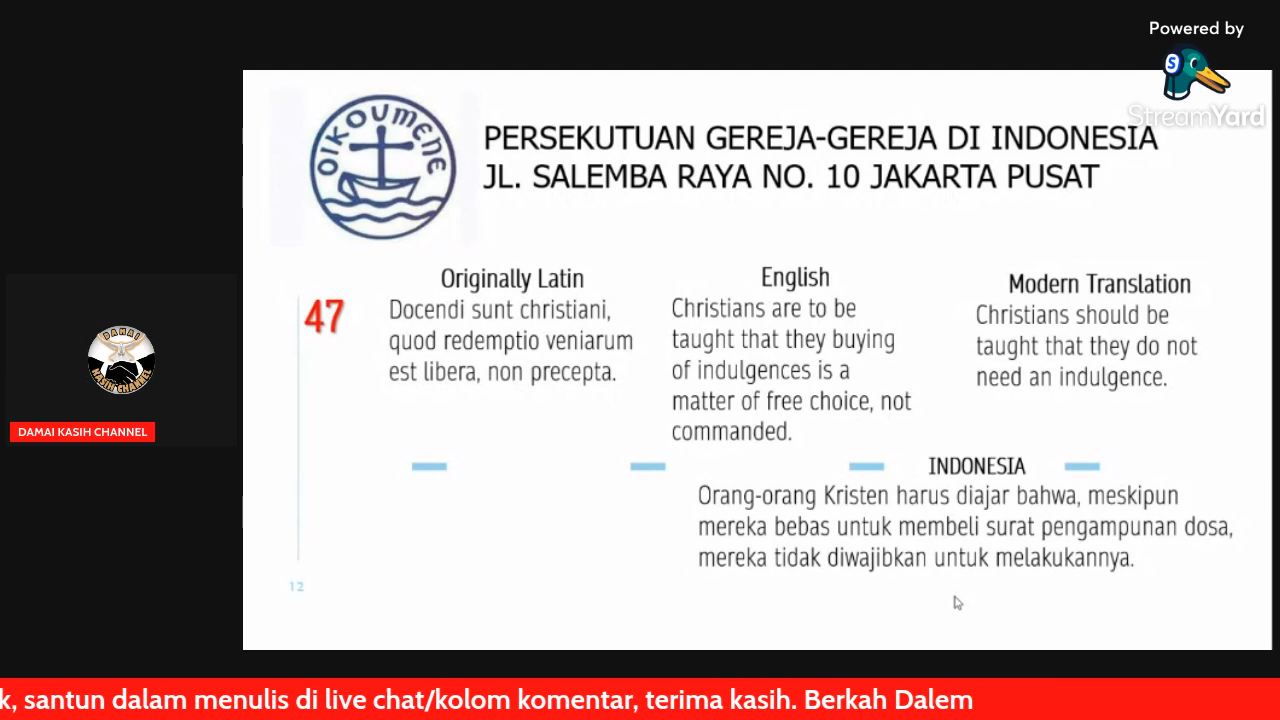 Powered by
StreamYard
OIKOUMENE
PERSEKUTUAN GEREJA-GEREJA DI INDONESIA
JL. SALEMBA RAYA NO. 10 JAKARTA PUSAT
47
Originally Latin
Docendi sunt christiani,
quod redemptio veniarum
est libera, non precepta.
English
Christians are to be
taught that they buying
of indulgences is a
matter of free choice, not
commanded.
Modern Translation
Christians should be
taught that they do not
need an indulgence.
INDONESIA
Orang-orang Kristen harus diajar bahwa, meskipun
mereka bebas untuk membeli surat pengampunan dosa,
mereka tidak diwajibkan untuk melakukannya.
12
DAMAI
KASIH CHANNEL
DAMAI KASIH CHANNEL
k, santun dalam menulis di live chat/kolom komentar, terima kasih. Berkah Dalem